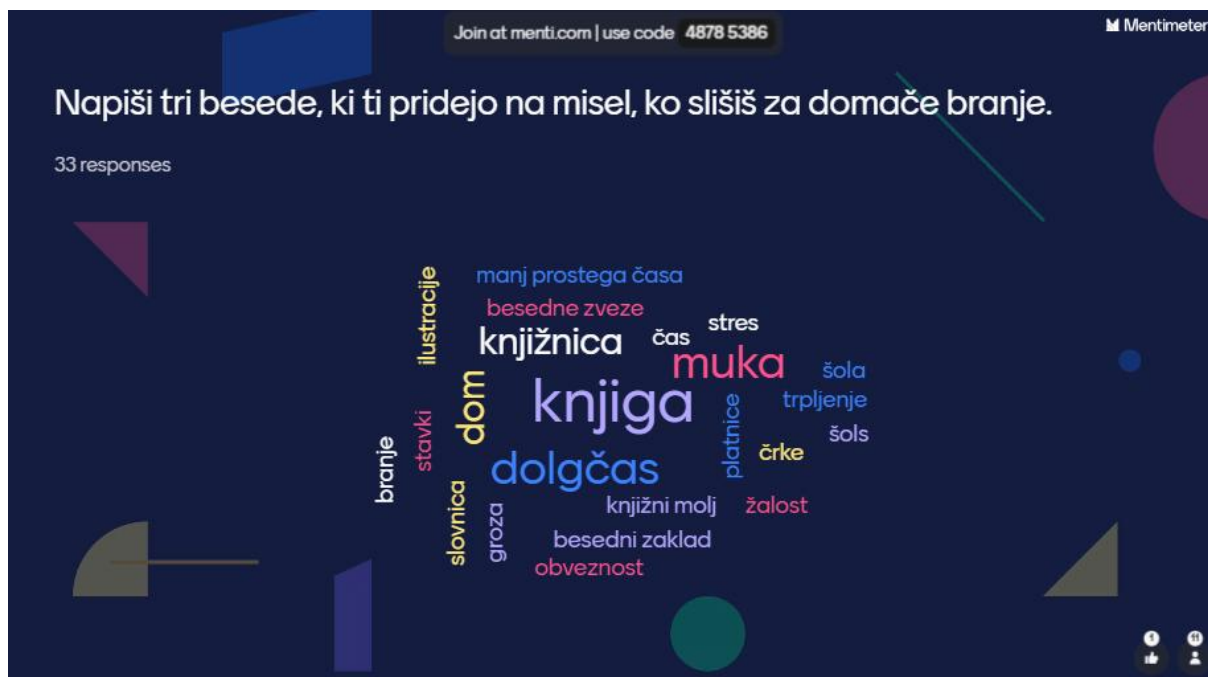 Join at menti.com | use code 4878 5386
Mentimeter
Napiši tri besede, ki ti pridejo na misel, ko slišiš za domače branje.
33 responses
ilustracije
manj prostega časa
besedne zveze
knjižnica
čas
stres
muka
šola
dom
knjiga
platnice
trpljenje
šols
stavki
branje
črke
dolgčas
slovnica
groza
knjižni molj
žalost
besedni zaklad
obveznost
1
11